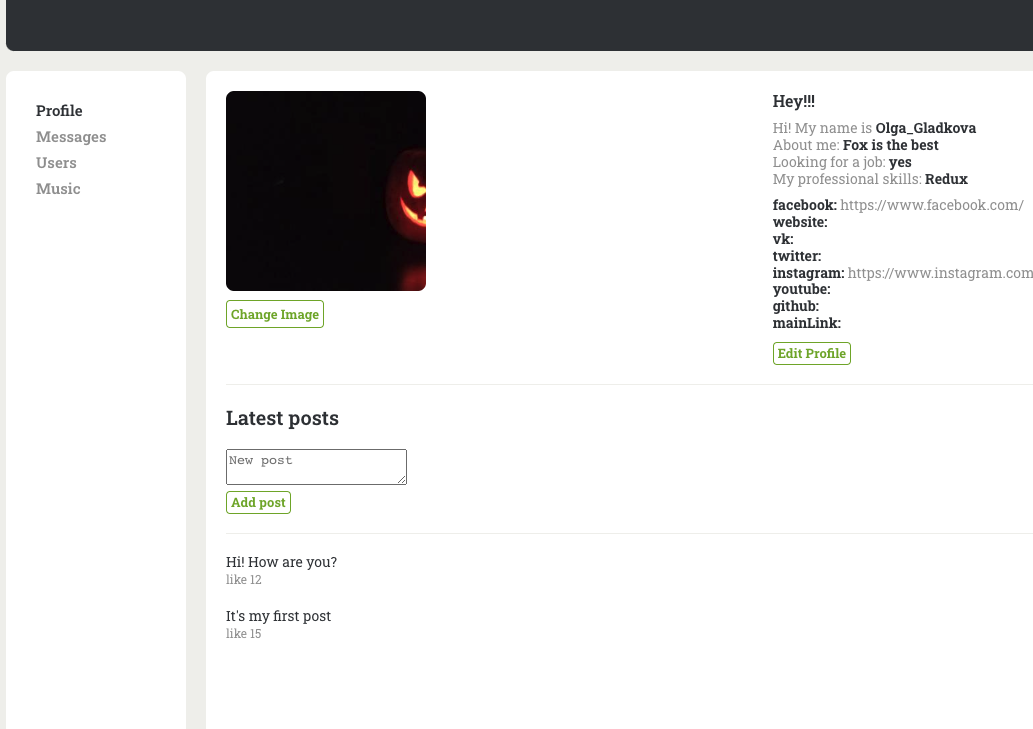 Profile
Messages
Users
Music
Change Image
Hey!!!
Hi! My name is Olga_Gladkova
About me: Fox is the best
Looking for a job: yes
My professional skills: Redux
facebook: https://www.facebook.com/
website:
vk:
twitter:
instagram: https://www.instagram.com
youtube:
github:
mainLink:
Edit Profile
Latest posts
New post
Add post
Hi! How are you?
like 12
It's my first post
like 15